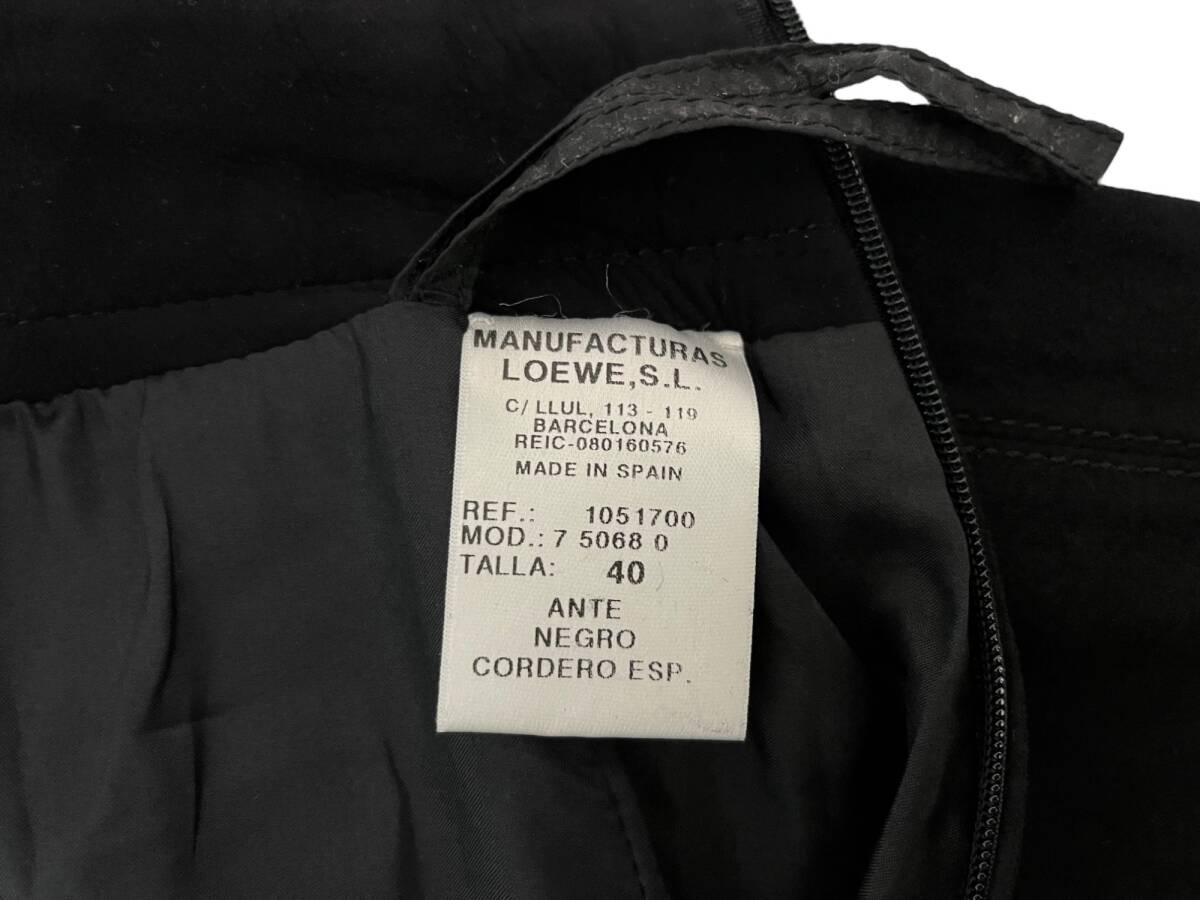 MANUFACTURAS
LOEWE,S.L.
C/ LLUL, 113 - 119
BARCELONA
REIC-080160576
MADE IN SPAIN
REF.: 1051700
MOD.: 7 5068 0
TALLA: 40
ANTE
NEGRO
CORDERO ESP.